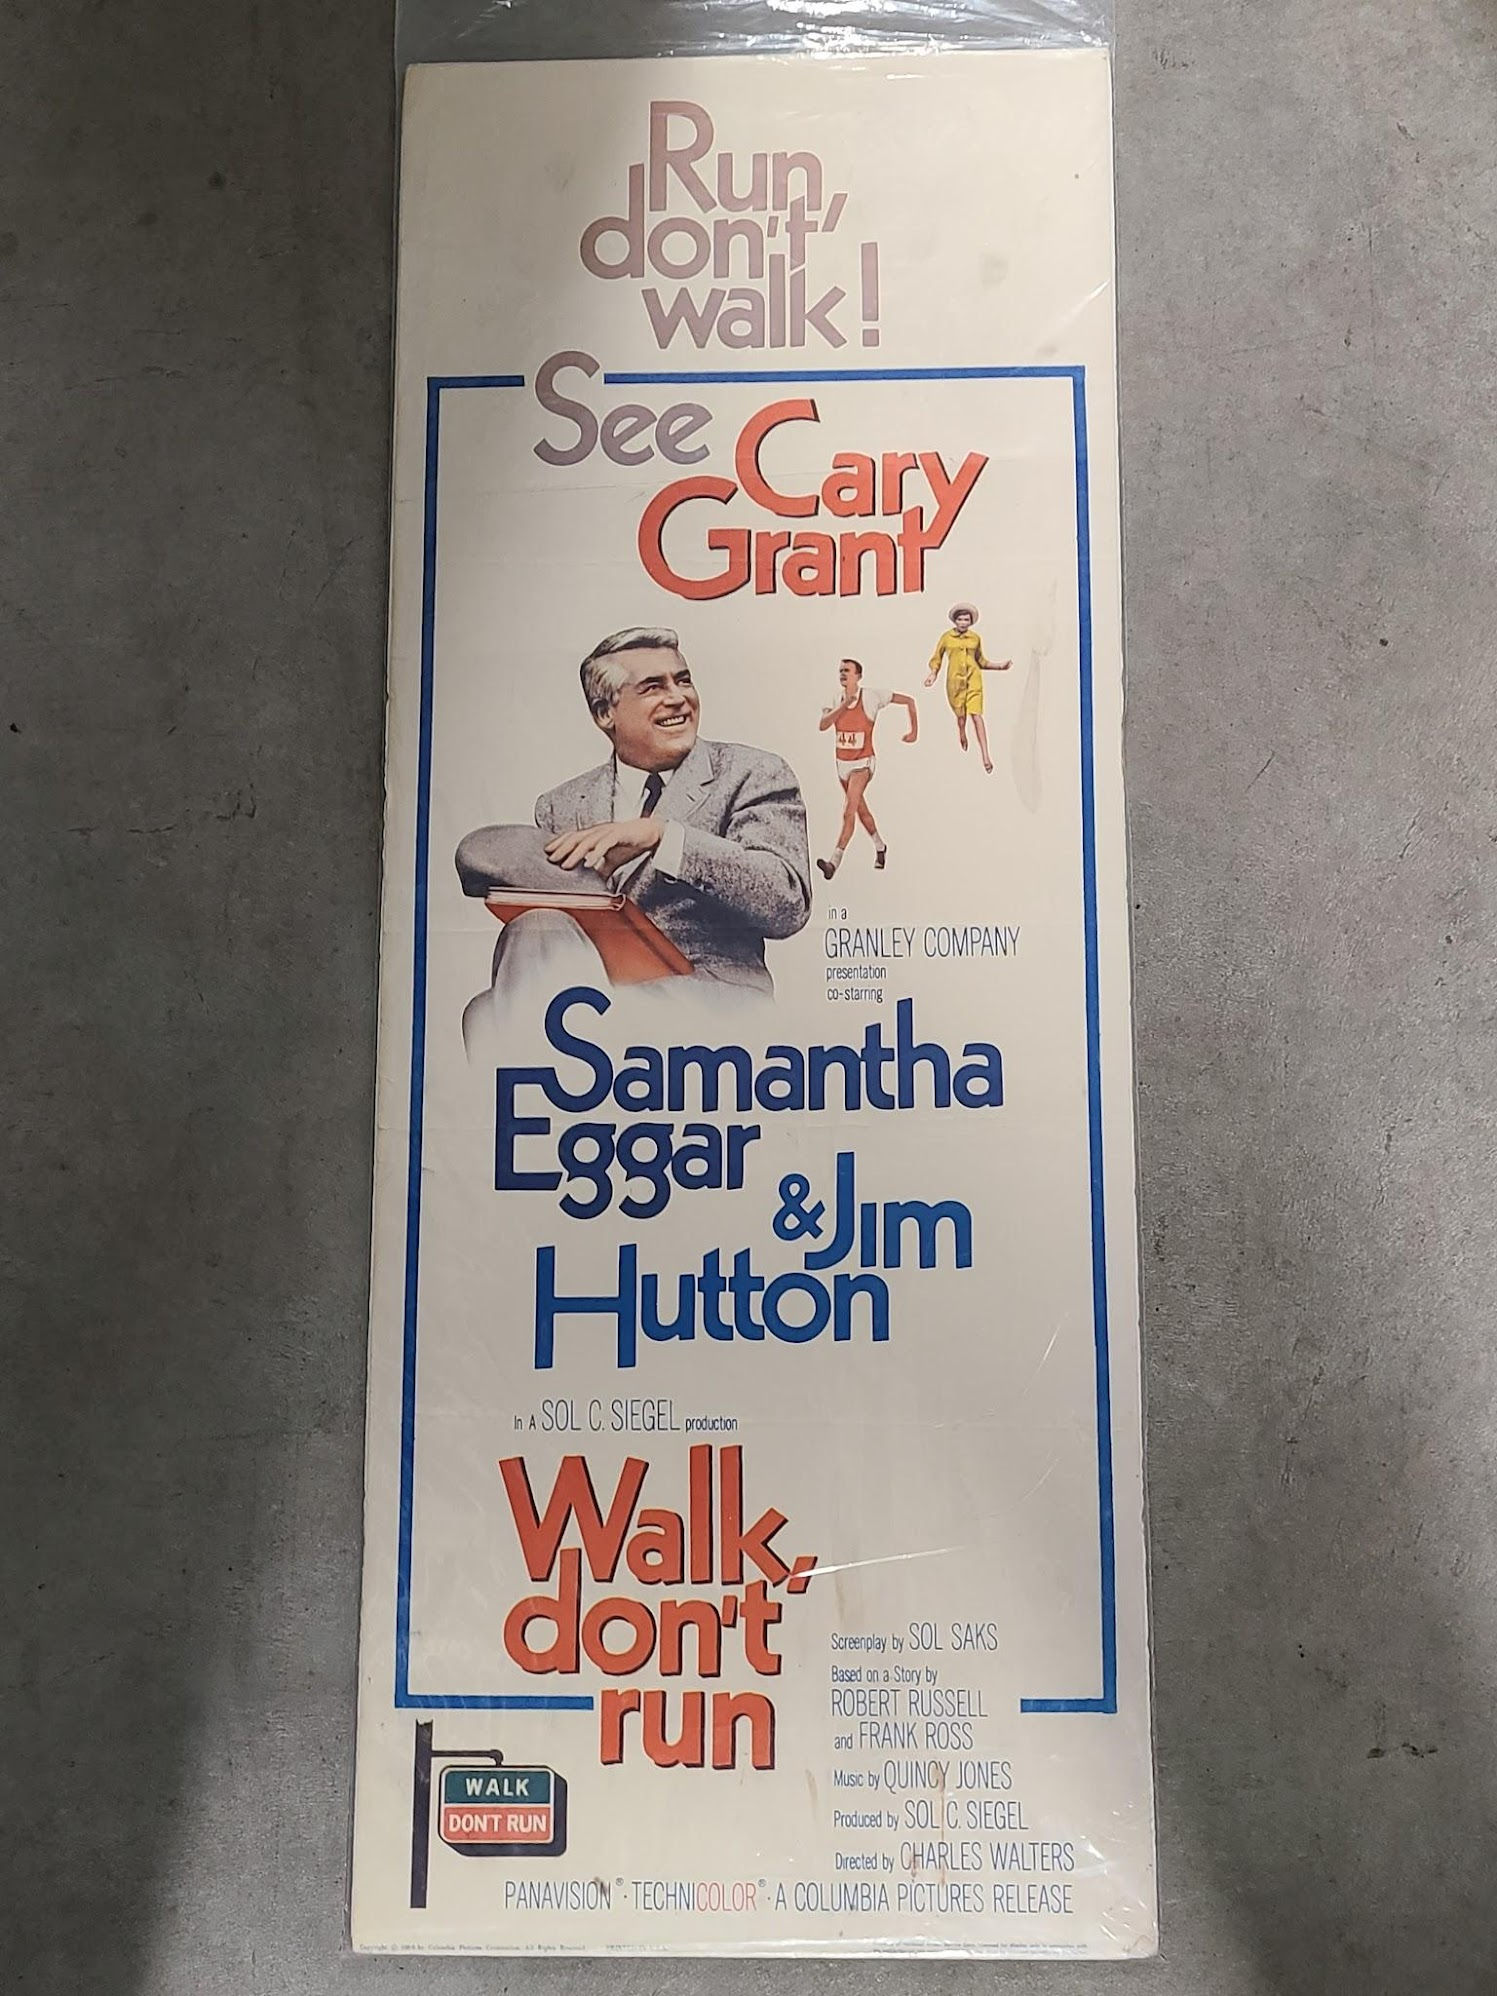 Run,
don't
walk!
See
Cary
Grant
44
in a
GRANLEY COMPANY
presentation
co-starring
Samantha
Eggar
& Jim
Hutton
In A SOL C. SIEGEL production
Walk,
don't
run
Screenplay by SOL SAKS
Based on a Story by
ROBERT RUSSELL
and FRANK ROSS
Music by QUINCY JONES
Produced by SOL C. SIEGEL
Directed by CHARLES WALTERS
WALK
DON'T RUN
PANAVISION® · TECHNICOLOR® · A COLUMBIA PICTURES RELEASE